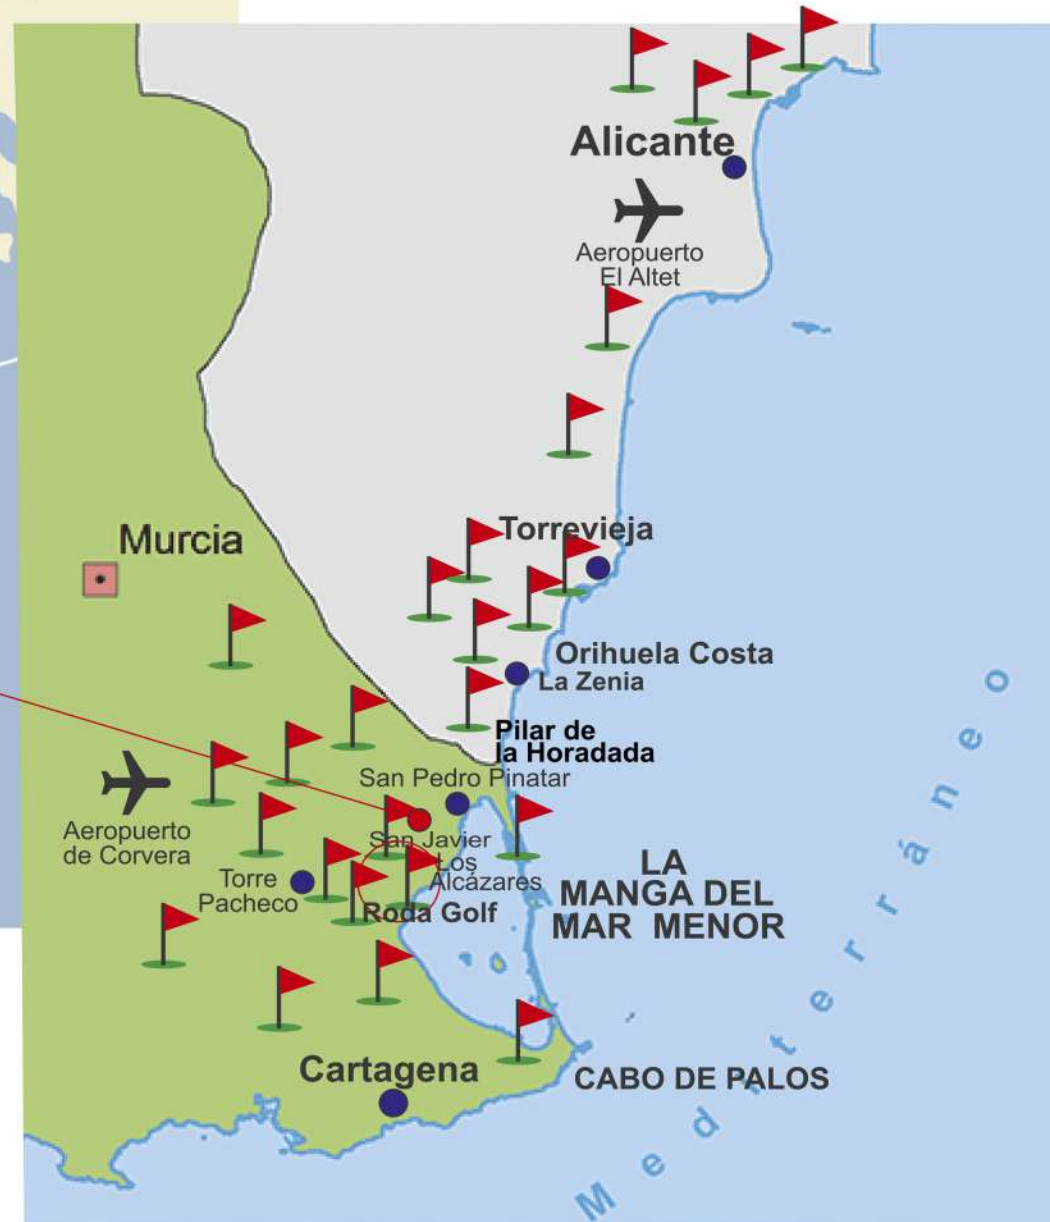 Alicante
Aeropuerto
El Altet
Torrevieja
Murcia
Orihuela Costa
La Zenia
Pilar de
la Horadada
San Pedro Pinatar
Aeropuerto
de Corvera
San Javier
Los
Alcázares
Torre
Pacheco
Roda Golf
LA
MANGA DEL
MAR MENOR
Cartagena
CABO DE PALOS
Mediterráneo